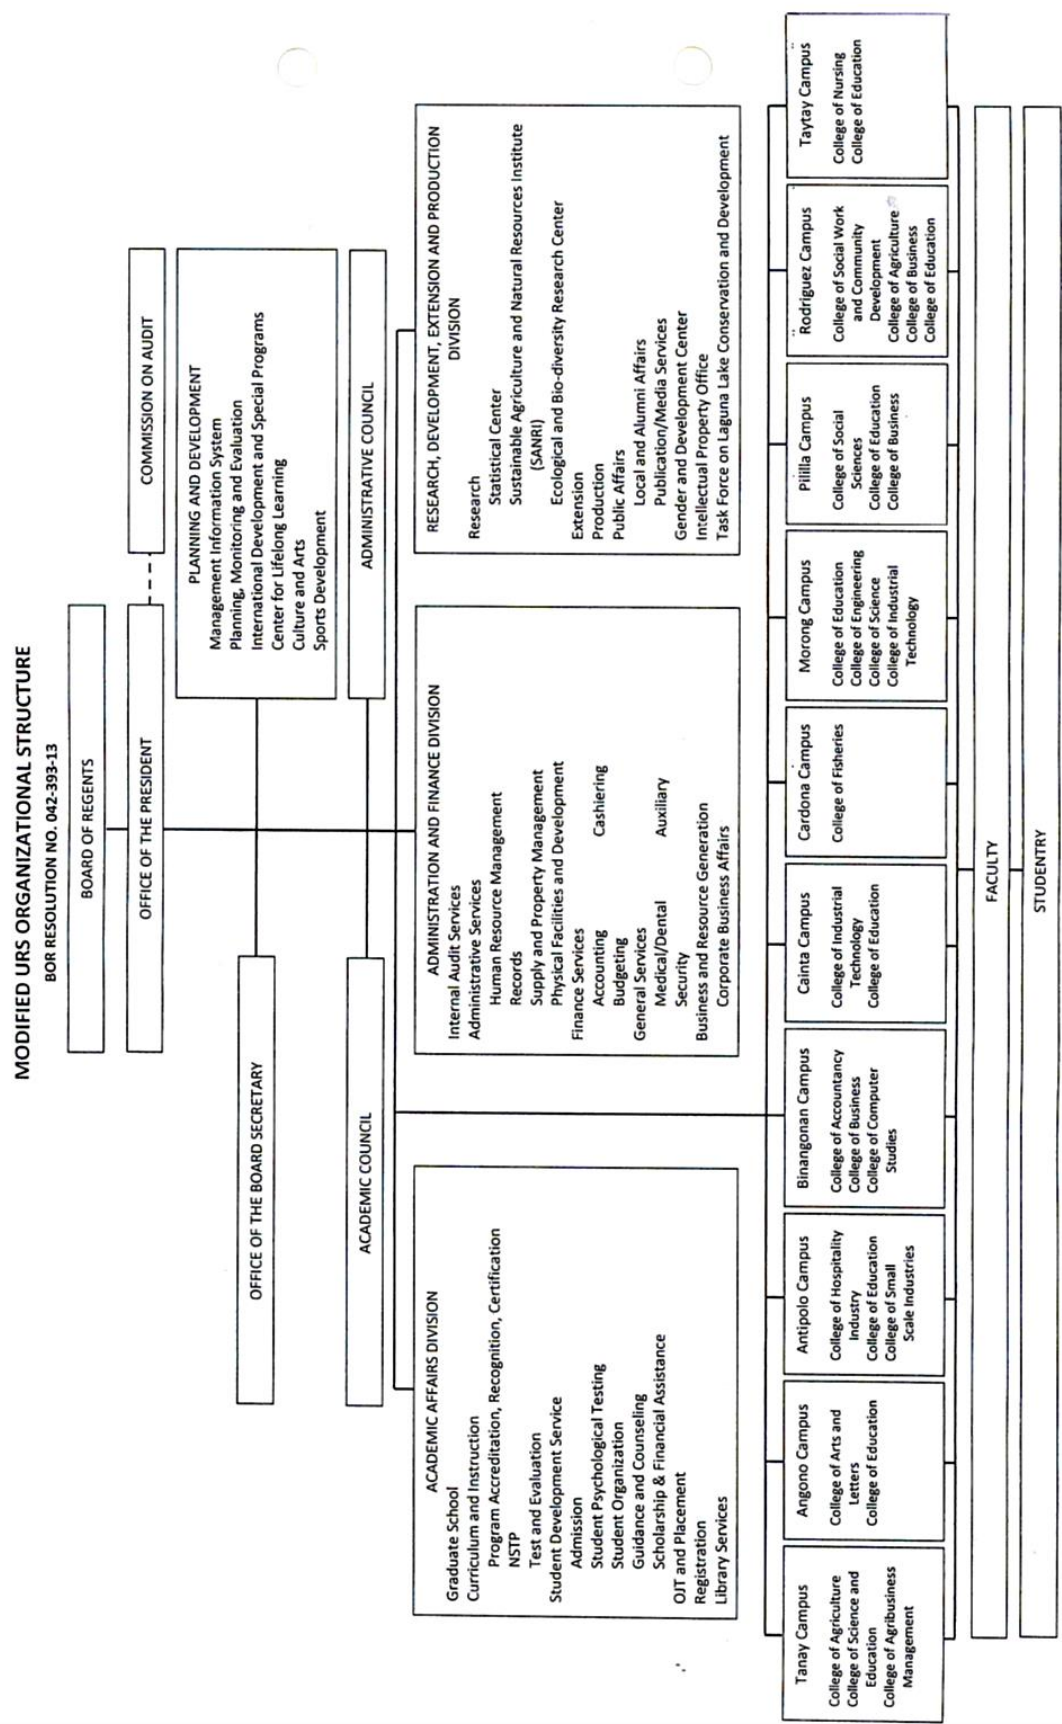 MODIFIED URS ORGANIZATIONAL STRUCTURE
BOR RESOLUTION NO. 042-393-13
BOARD OF REGENTS
OFFICE OF THE PRESIDENT
COMMISSION ON AUDIT
PLANNING AND DEVELOPMENT
Management Information System
Planning, Monitoring and Evaluation
International Development and Special Programs
Center for Lifelong Learning
Culture and Arts
Sports Development
OFFICE OF THE BOARD SECRETARY
ACADEMIC COUNCIL
ADMINISTRATIVE COUNCIL
ACADEMIC AFFAIRS DIVISION
Graduate School
Curriculum and Instruction
Program Accreditation, Recognition, Certification
NSTP
Test and Evaluation
Student Development Service
Admission
Student Psychological Testing
Student Organization
Guidance and Counseling
Scholarship & Financial Assistance
OJT and Placement
Registration
Library Services
ADMINISTRATION AND FINANCE DIVISION
Internal Audit Services
Administrative Services
Human Resource Management
Records
Supply and Property Management
Physical Facilities and Development
Finance Services
Accounting Cashiering
Budgeting
General Services
Medical/Dental Auxiliary
Security
Business and Resource Generation
Corporate Business Affairs
RESEARCH, DEVELOPMENT, EXTENSION AND PRODUCTION
DIVISION
Research
Statistical Center
Sustainable Agriculture and Natural Resources Institute
(SANRI)
Ecological and Bio-diversity Research Center
Extension
Production
Public Affairs
Local and Alumni Affairs
Publication/Media Services
Gender and Development Center
Intellectual Property Office
Task Force on Laguna Lake Conservation and Development
Tanay Campus
College of Agriculture
College of Science and
Education
College of Agribusiness
Management
Angono Campus
College of Arts and
Letters
College of Education
Antipolo Campus
College of Hospitality
Industry
College of Education
College of Small
Scale Industries
Binangonan Campus
College of Accountancy
College of Business
College of Computer
Studies
Cainta Campus
College of Industrial
Technology
College of Education
Cardona Campus
College of Fisheries
Morong Campus
College of Education
College of Engineering
College of Science
College of Industrial
Technology
Pililla Campus
College of Social
Sciences
College of Education
College of Business
Rodriguez Campus
College of Social Work
and Community
Development
College of Agriculture
College of Business
College of Education
Taytay Campus
College of Nursing
College of Education
FACULTY
STUDENTRY